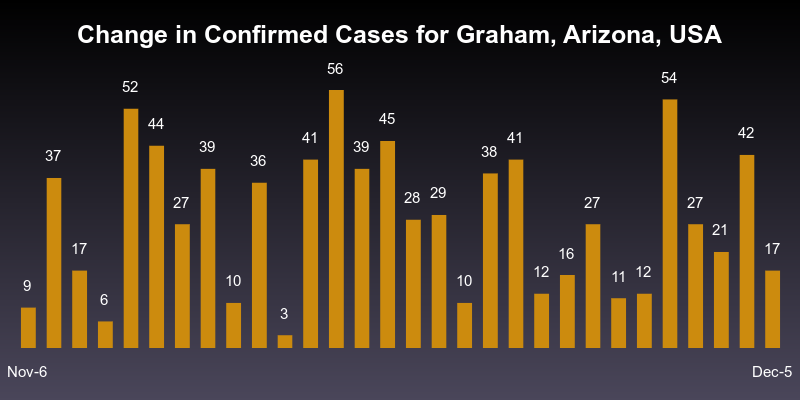 Change in Confirmed Cases for Graham, Arizona, USA
9 37 17 6 52 44 27 39 10 36 3 41 56 39 45 28 29 10 38 41 12 16 27 11 12 54 27 21 42 17
Nov-6 Dec-5